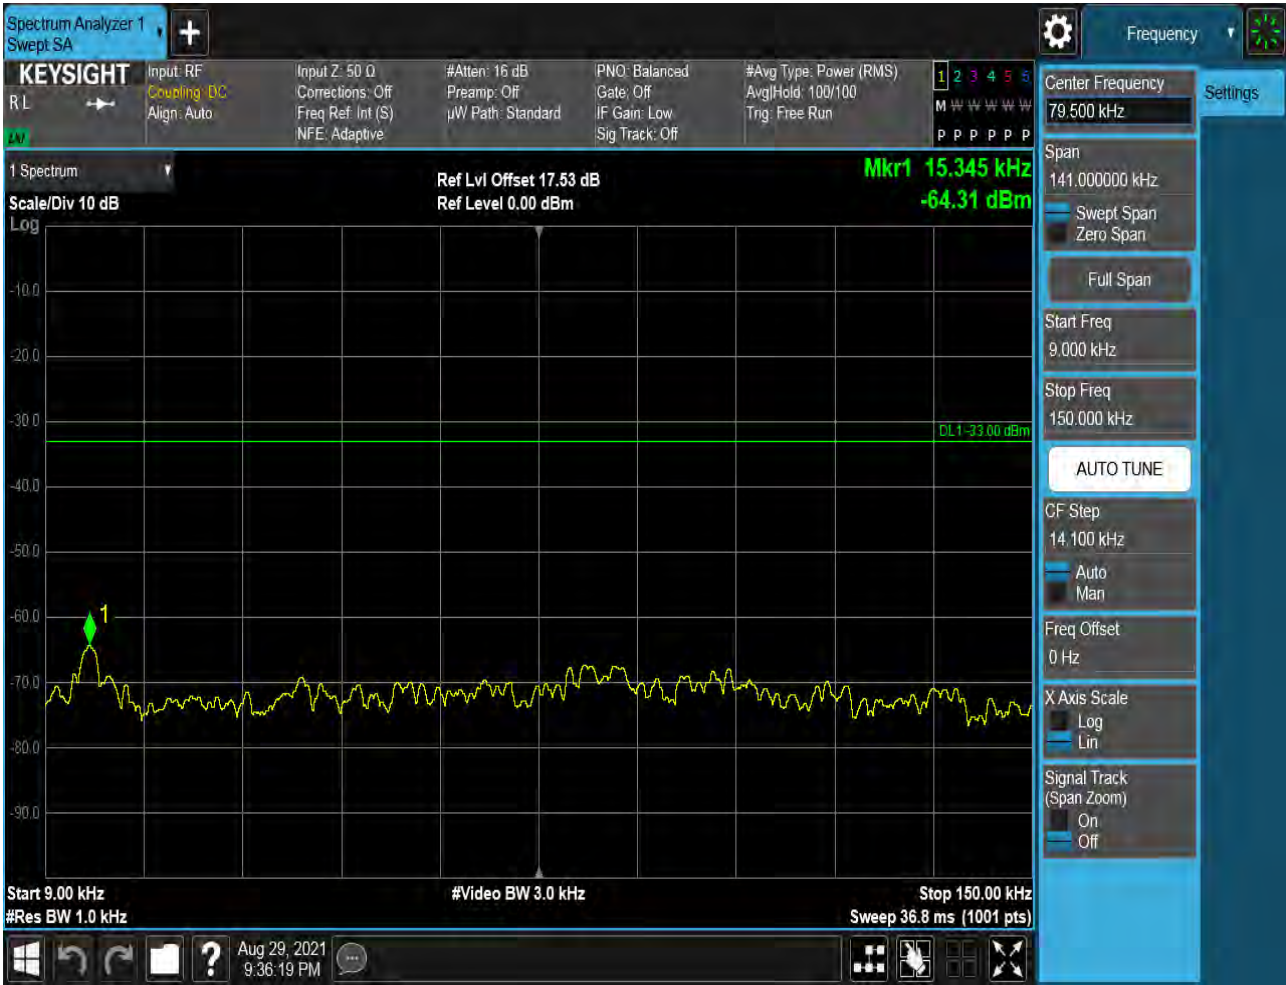 Spectrum Analyzer 1
Swept SA
+
Frequency
KEYSIGHT
R L
LXI
Input: RF
Coupling: DC
Align: Auto
Input Z: 50 Ω
Corrections: Off
Freq Ref: Int (S)
NFE: Adaptive
#Atten: 16 dB
Preamp: Off
µW Path: Standard
PNO: Balanced
Gate: Off
IF Gain: Low
Sig Track: Off
#Avg Type: Power (RMS)
Avg|Hold: 100/100
Trig: Free Run
1 2 3 4 5 6
M W W W W W
P P P P P P
1 Spectrum
Scale/Div 10 dB
Log
Ref Lvl Offset 17.53 dB
Ref Level 0.00 dBm
Mkr1 15.345 kHz
-64.31 dBm
-10.0
-20.0
-30.0
DL1 -33.00 dBm
-40.0
-50.0
-60.0
1
-70.0
-80.0
-90.0
Start 9.00 kHz
#Video BW 3.0 kHz
Stop 150.00 kHz
#Res BW 1.0 kHz
Sweep 36.8 ms (1001 pts)
?
Aug 29, 2021
9:36:19 PM
Center Frequency
79.500 kHz
Settings
Span
141.000000 kHz
Swept Span
Zero Span
Full Span
Start Freq
9.000 kHz
Stop Freq
150.000 kHz
AUTO TUNE
CF Step
14.100 kHz
Auto
Man
Freq Offset
0 Hz
X Axis Scale
Log
Lin
Signal Track
(Span Zoom)
On
Off